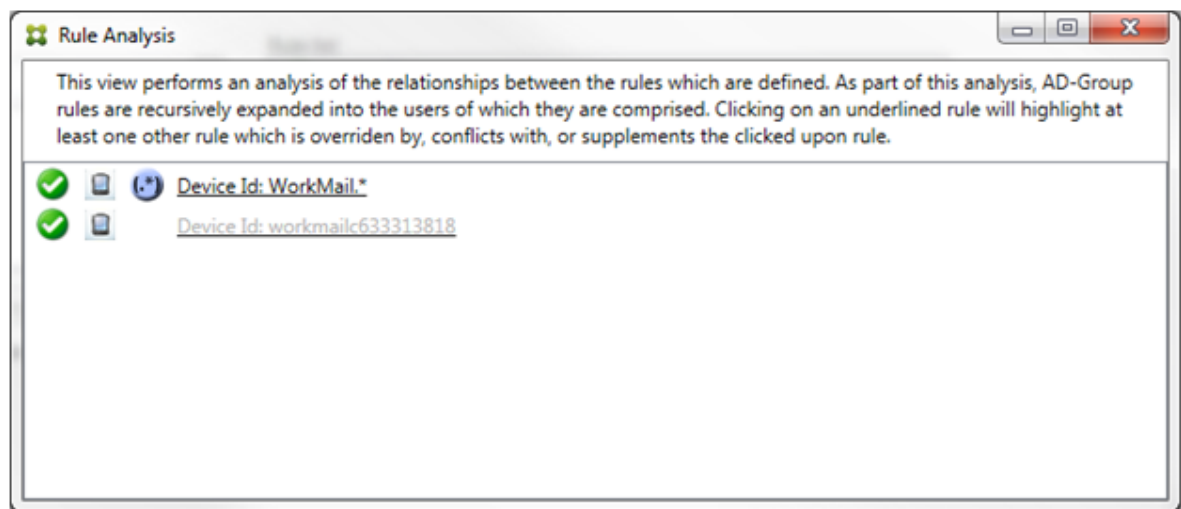 Rule Analysis
This view performs an analysis of the relationships between the rules which are defined. As part of this analysis, AD-Group
rules are recursively expanded into the users of which they are comprised. Clicking on an underlined rule will highlight at
least one other rule which is overriden by, conflicts with, or supplements the clicked upon rule.
(.*) Device Id: WorkMail.*
Device Id: workmailc633313818